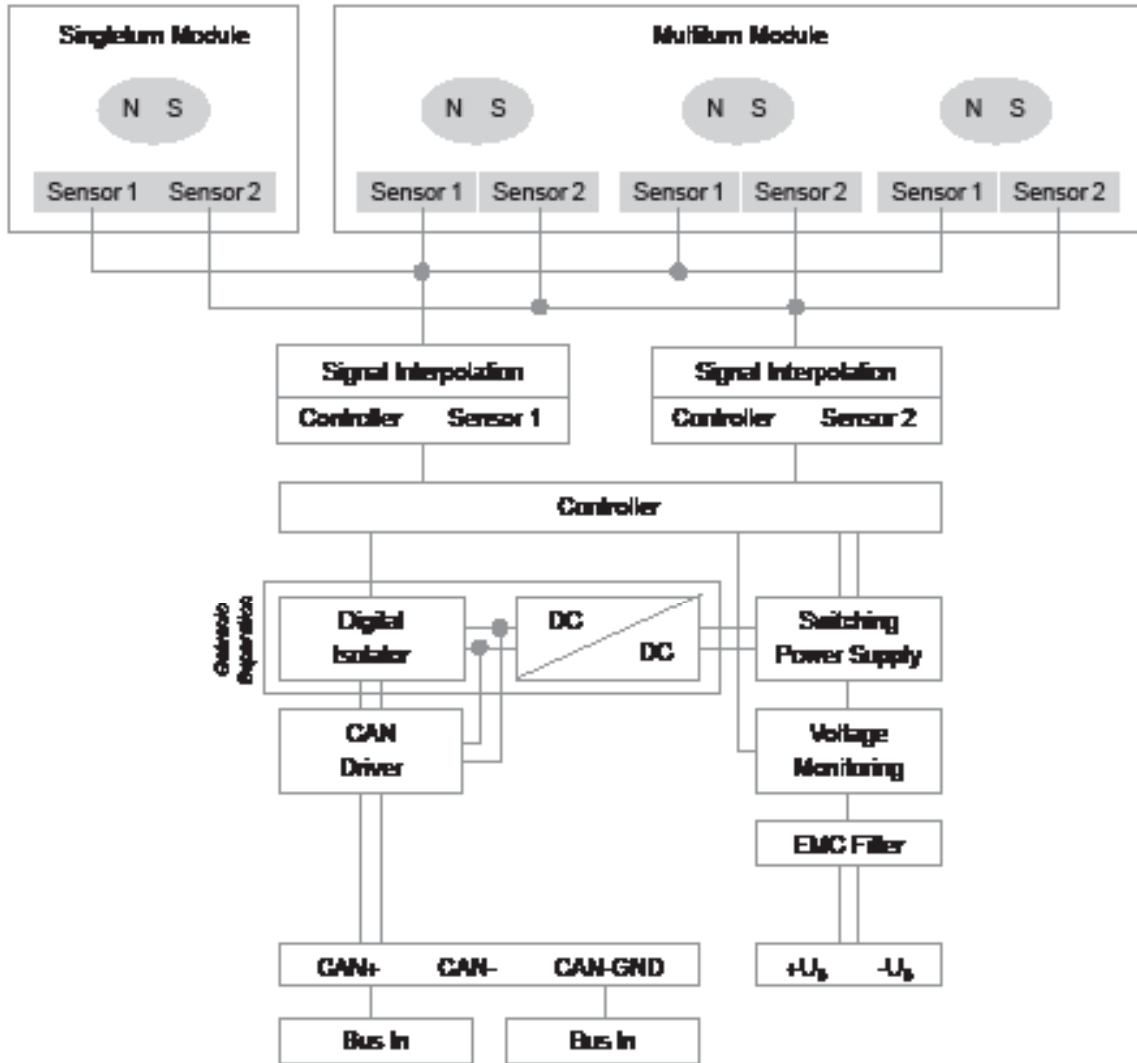 Singleturn Module
Multiturn Module
N S
N S
N S
N S
Sensor 1 Sensor 2
Sensor 1 Sensor 2
Sensor 1 Sensor 2
Sensor 1 Sensor 2
Signal Interpolation
Controller Sensor 1
Signal Interpolation
Controller Sensor 2
Controller
Galvanic
Separation
Digital
Isolator
DC
DC
Switching
Power Supply
CAN
Driver
Voltage
Monitoring
EMC Filter
CAN+ CAN- CAN-GND
+Ub -Ub
Bus In
Bus In